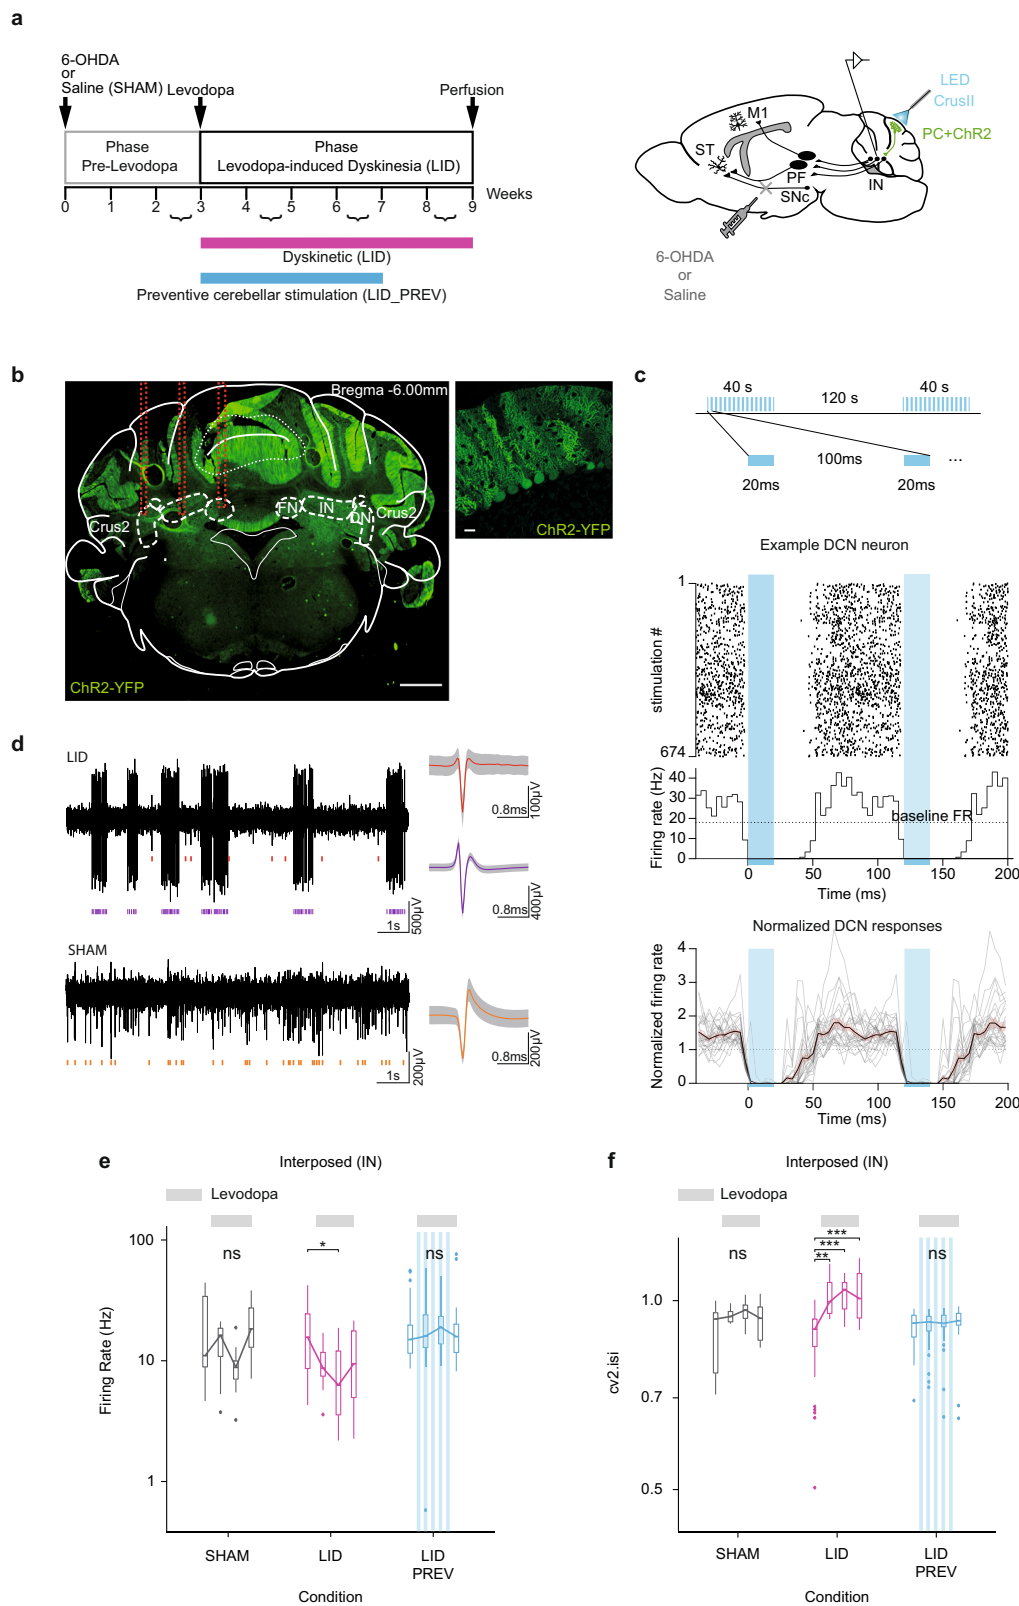 a
6-OHDA
or
Saline (SHAM)
Levodopa
Perfusion
Phase
Pre-Levodopa
Phase
Levodopa-induced Dyskinesia (LID)
0 1 2 3 4 5 6 7 8 9
Weeks
Dyskinetic (LID)
Preventive cerebellar stimulation (LID_PREV)
LED
CrusII
PC+ChR2
M1
ST
PF
SNc
IN
6-OHDA
or
Saline
b
Bregma -6.00mm
Crus2
FN
IN
DN
Crus2
ChR2-YFP
ChR2-YFP
c
40 s
120 s
40 s
100ms
...
20ms
20ms
Example DCN neuron
1
stimulation #
674
40
30
20
10
0
Firing rate (Hz)
baseline FR
0 50 100 150 200
Time (ms)
Normalized DCN responses
4
3
2
1
0
Normalized firing rate
0 50 100 150 200
Time (ms)
d
LID
1s
500µV
0.8ms
100µV
0.8ms
400µV
SHAM
1s
200µV
0.8ms
200µV
e
Interposed (IN)
Levodopa
ns
*
ns
100
10
1
Firing Rate (Hz)
SHAM
LID
LID
PREV
Condition
f
Interposed (IN)
Levodopa
ns
***
***
**
ns
1.0
0.7
0.5
cv2.isi
SHAM
LID
LID
PREV
Condition